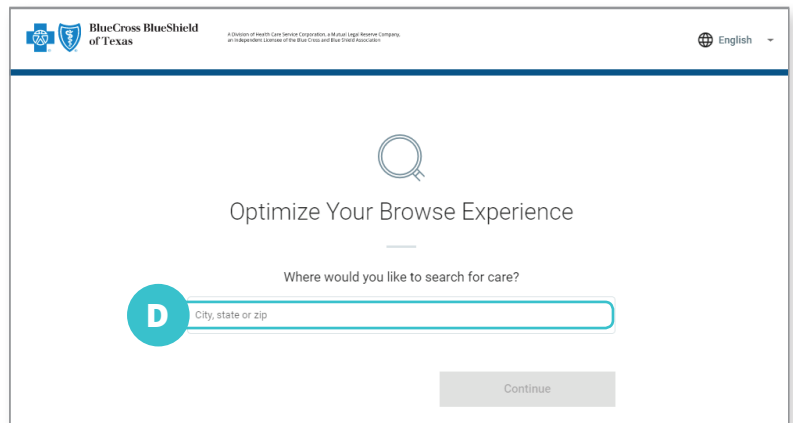 BlueCross BlueShield
of Texas
A Division of Health Care Service Corporation, a Mutual Legal Reserve Company,
an Independent Licensee of the Blue Cross and Blue Shield Association
English
Optimize Your Browse Experience
Where would you like to search for care?
D
City, state or zip
Continue